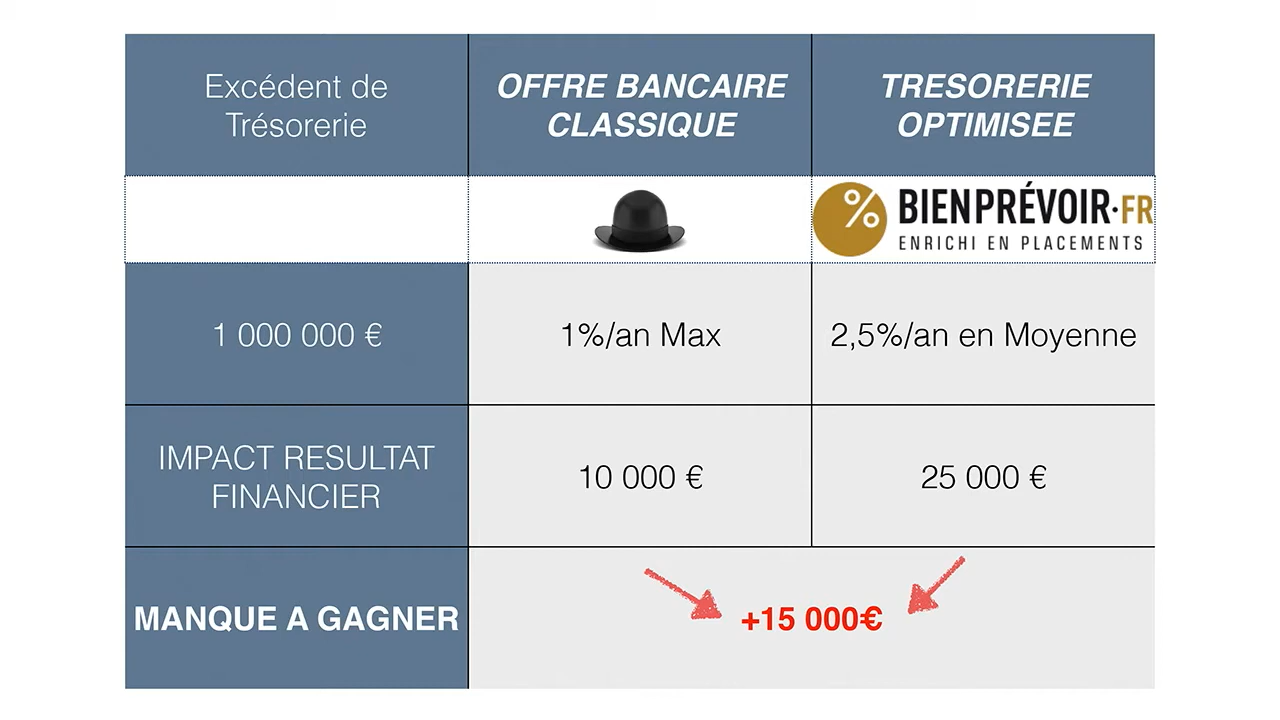 Excédent de
Trésorerie
OFFRE BANCAIRE
CLASSIQUE
TRESORERIE
OPTIMISEE
%
BIENPRÉVOIR·FR
ENRICHI EN PLACEMENTS
1 000 000 €
1%/an Max
2,5%/an en Moyenne
IMPACT RESULTAT
FINANCIER
10 000 €
25 000 €
MANQUE A GAGNER
+15 000€